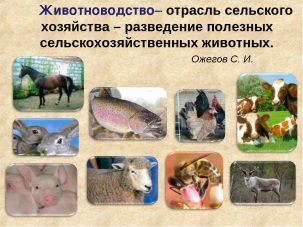 Животноводство– отрасль сельского
хозяйства – разведение полезных
сельскохозяйственных животных.
Ожегов С. И.